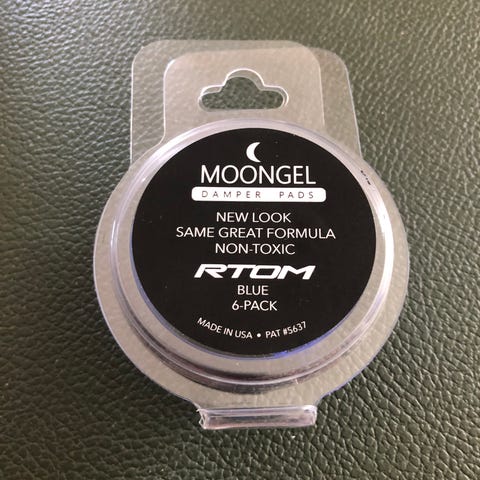 MOONGEL
DAMPER PADS
NEW LOOK
SAME GREAT FORMULA
NON-TOXIC
RTOM
BLUE
6-PACK
MADE IN USA • PAT #5637